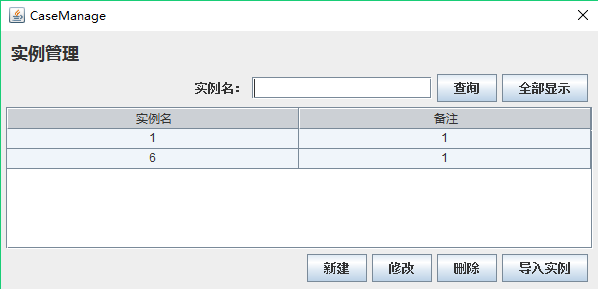 CaseManage
实例管理
实例名： 查询 全部显示
实例名 备注
1 1
6 1
新建 修改 删除 导入实例